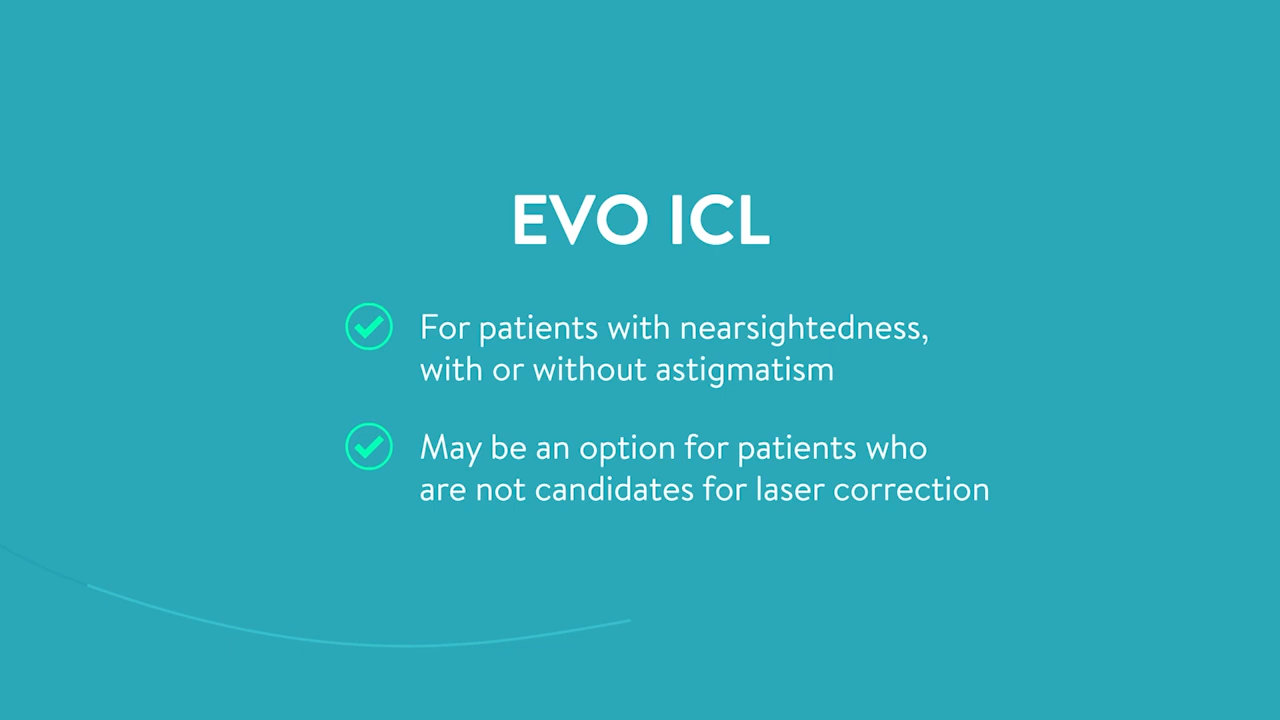 EVO ICL
For patients with nearsightedness,
with or without astigmatism
May be an option for patients who
are not candidates for laser correction